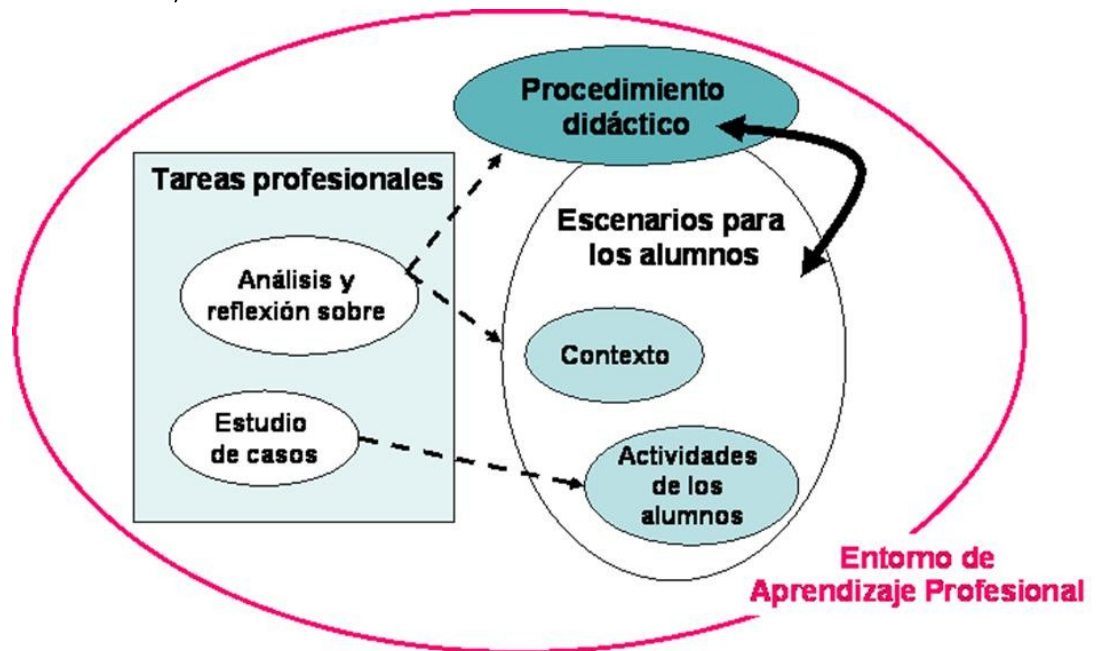 Procedimiento
didáctico
Tareas profesionales
Análisis y
reflexión sobre
Estudio
de casos
Escenarios para
los alumnos
Contexto
Actividades
de los
alumnos
Entorno de
Aprendizaje Profesional